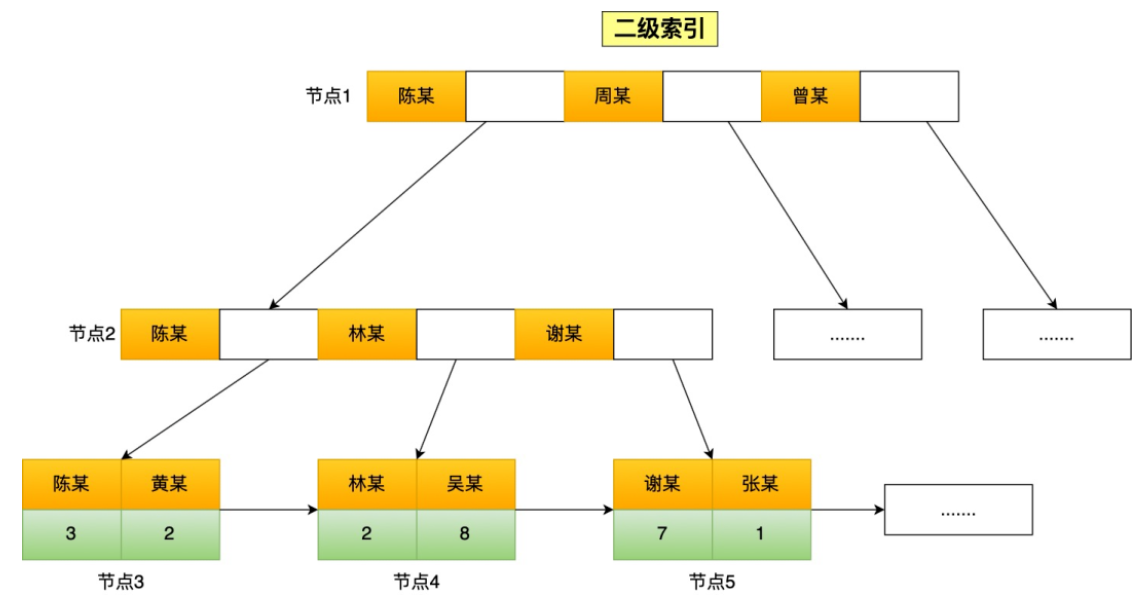 二级索引
节点1 陈某 周某 曾某
节点2 陈某 林某 谢某 ....... .......
陈某 黄某 林某 吴某 谢某 张某
3 2 2 8 7 1 .......
节点3 节点4 节点5